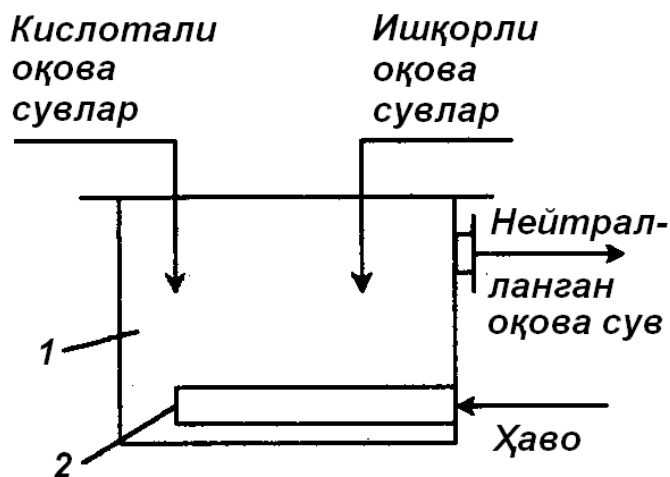 Кислотали
оқова
сувлар
Ишқорли
оқова
сувлар
Нейтрал-
ланган
оқова сув
1
2
Ҳаво